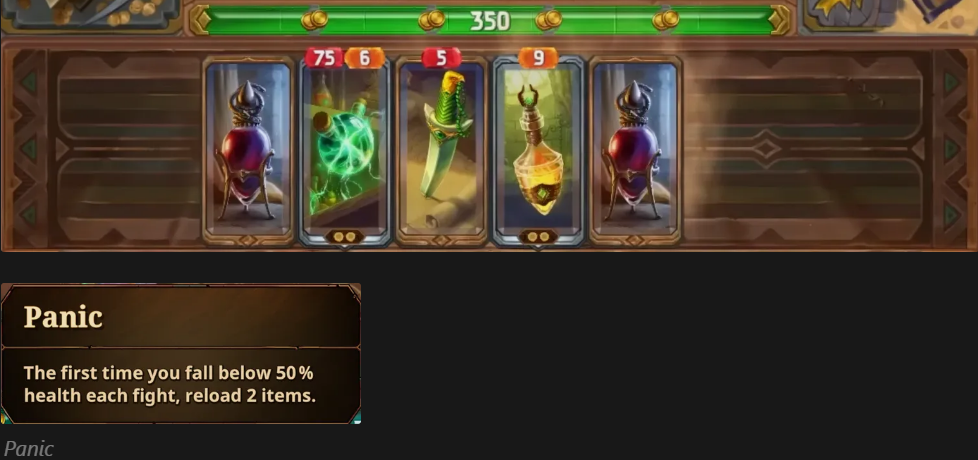 350
75 6 5 9
Panic
The first time you fall below 50%
health each fight, reload 2 items.
Panic